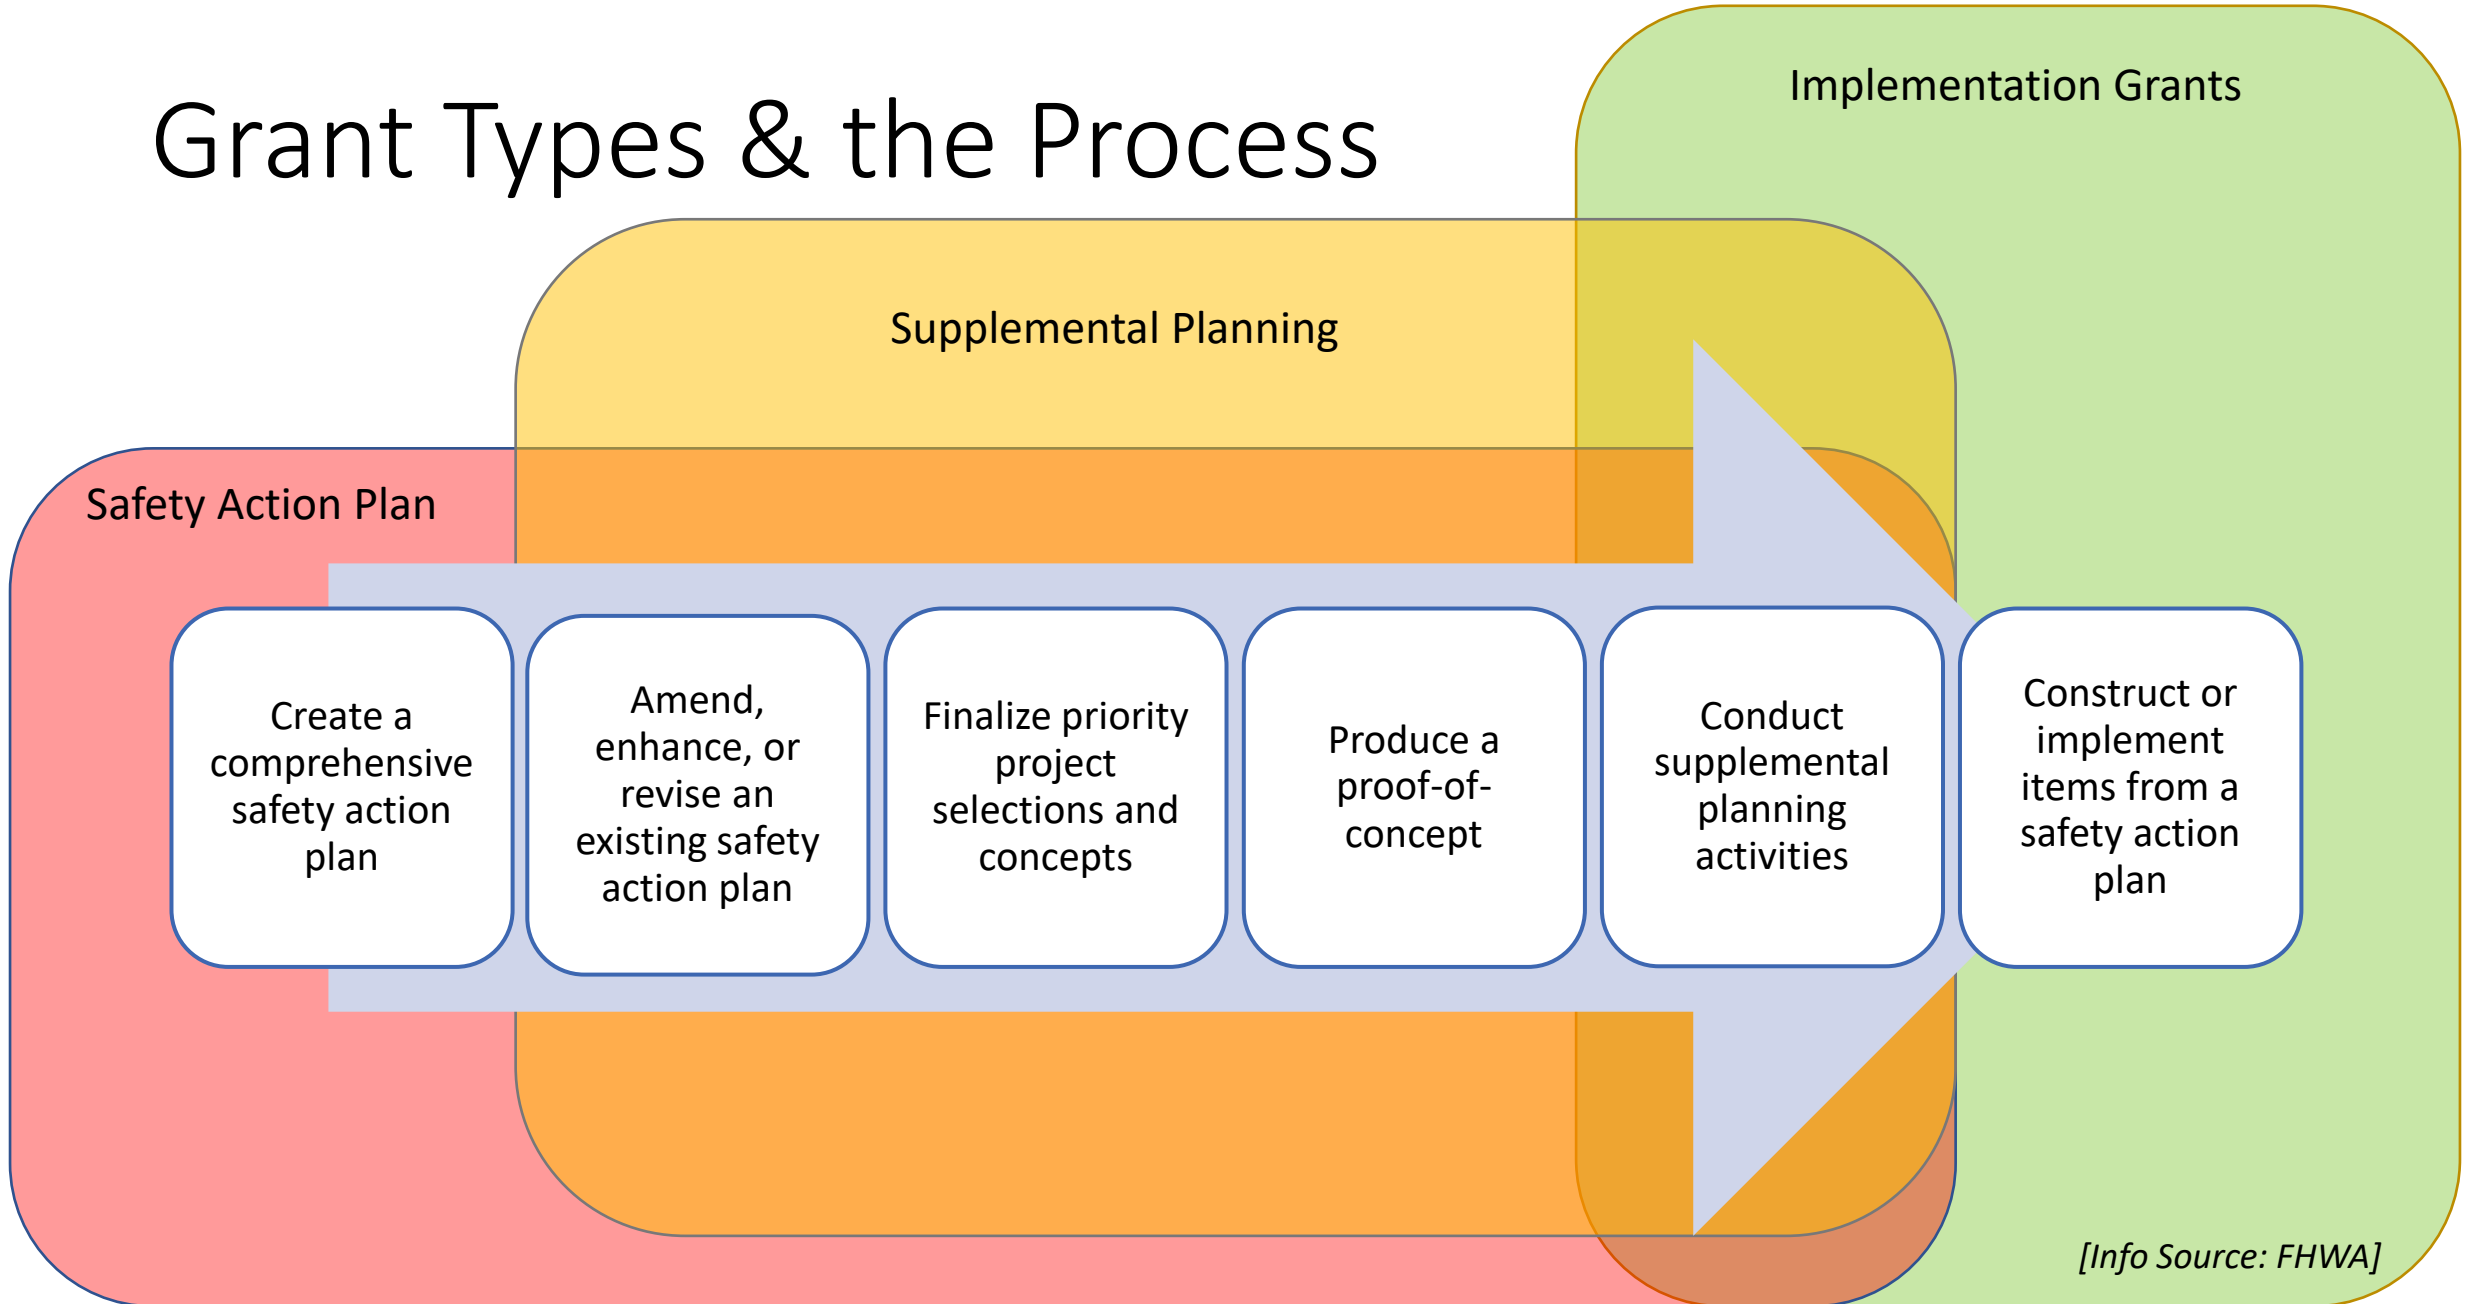 Grant Types & the Process
Implementation Grants
Supplemental Planning
Safety Action Plan
Create a
comprehensive
safety action
plan
Amend,
enhance, or
revise an
existing safety
action plan
Finalize priority
project
selections and
concepts
Produce a
proof-of-
concept
Conduct
supplemental
planning
activities
Construct or
implement
items from a
safety action
plan
[Info Source: FHWA]